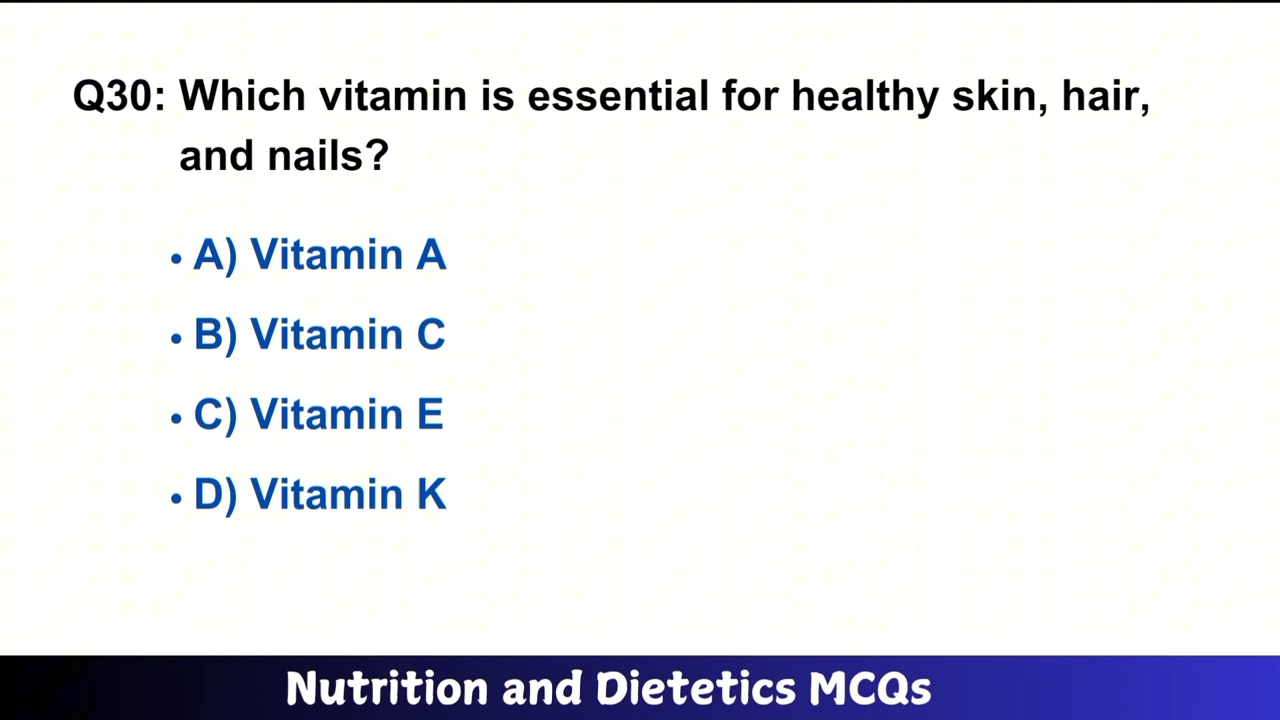 Q30: Which vitamin is essential for healthy skin, hair,
and nails?
• A) Vitamin A
• B) Vitamin C
• C) Vitamin E
• D) Vitamin K
Nutrition and Dietetics MCQs